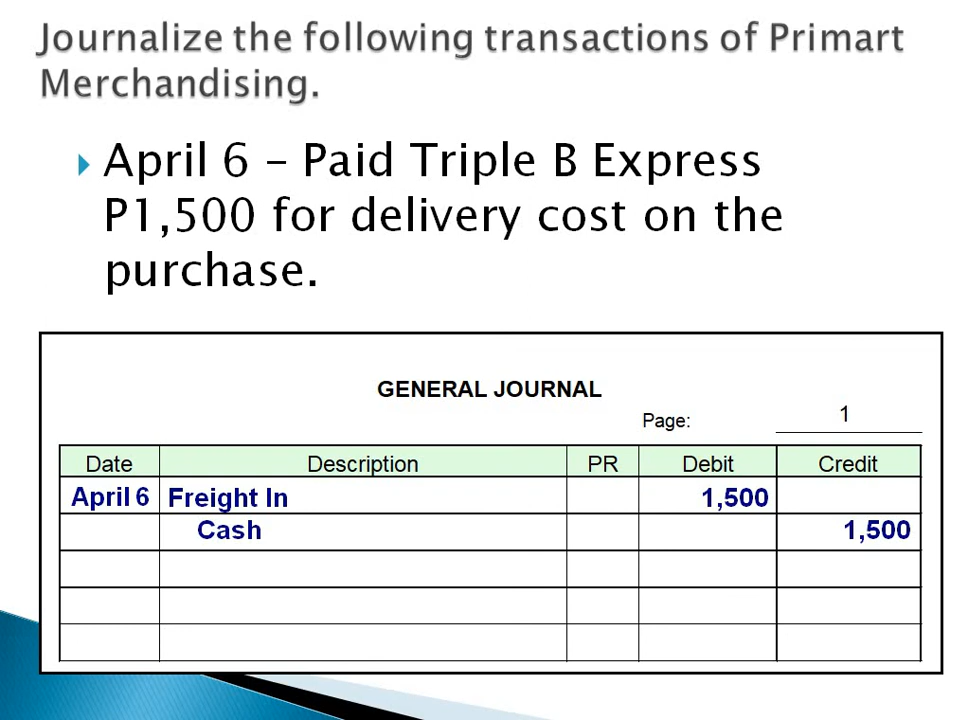 Journalize the following transactions of Primart
Merchandising.
April 6 – Paid Triple B Express
P1,500 for delivery cost on the
purchase.
GENERAL JOURNAL
Page: 1
Date Description PR Debit Credit
April 6 Freight In 1,500
Cash 1,500